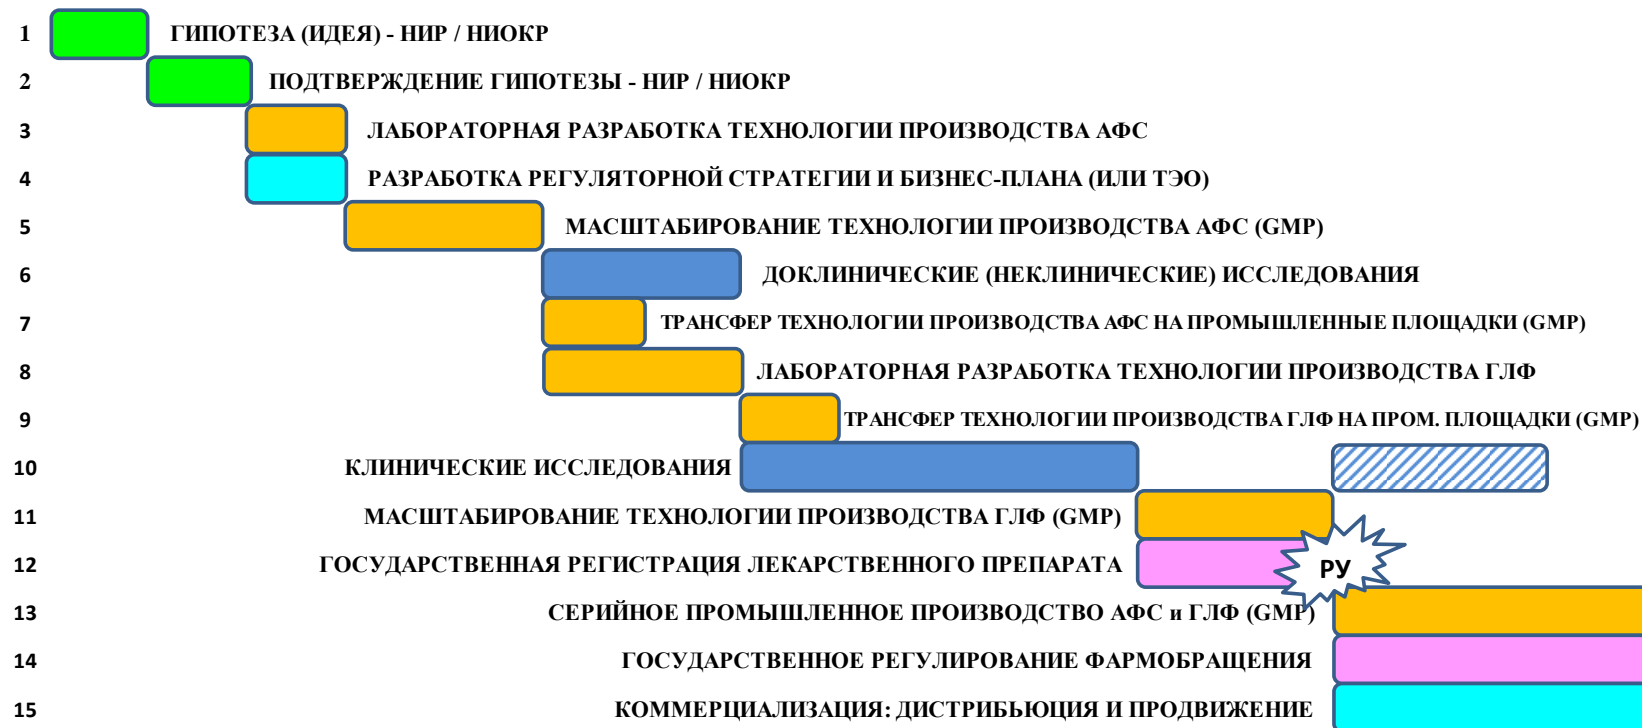 1 ГИПОТЕЗА (ИДЕЯ) - НИР / НИОКР
2 ПОДТВЕРЖДЕНИЕ ГИПОТЕЗЫ - НИР / НИОКР
3 ЛАБОРАТОРНАЯ РАЗРАБОТКА ТЕХНОЛОГИИ ПРОИЗВОДСТВА АФС
4 РАЗРАБОТКА РЕГУЛЯТОРНОЙ СТРАТЕГИИ И БИЗНЕС-ПЛАНА (ИЛИ ТЭО)
5 МАСШТАБИРОВАНИЕ ТЕХНОЛОГИИ ПРОИЗВОДСТВА АФС (GMP)
6 ДОКЛИНИЧЕСКИЕ (НЕКЛИНИЧЕСКИЕ) ИССЛЕДОВАНИЯ
7 ТРАНСФЕР ТЕХНОЛОГИИ ПРОИЗВОДСТВА АФС НА ПРОМЫШЛЕННЫЕ ПЛОЩАДКИ (GMP)
8 ЛАБОРАТОРНАЯ РАЗРАБОТКА ТЕХНОЛОГИИ ПРОИЗВОДСТВА ГЛФ
9 ТРАНСФЕР ТЕХНОЛОГИИ ПРОИЗВОДСТВА ГЛФ НА ПРОМ. ПЛОЩАДКИ (GMP)
10 КЛИНИЧЕСКИЕ ИССЛЕДОВАНИЯ
11 МАСШТАБИРОВАНИЕ ТЕХНОЛОГИИ ПРОИЗВОДСТВА ГЛФ (GMP)
12 ГОСУДАРСТВЕННАЯ РЕГИСТРАЦИЯ ЛЕКАРСТВЕННОГО ПРЕПАРАТА РУ
13 СЕРИЙНОЕ ПРОМЫШЛЕННОЕ ПРОИЗВОДСТВО АФС и ГЛФ (GMP)
14 ГОСУДАРСТВЕННОЕ РЕГУЛИРОВАНИЕ ФАРМОБРАЩЕНИЯ
15 КОММЕРЦИАЛИЗАЦИЯ: ДИСТРИБЬЮЦИЯ И ПРОДВИЖЕНИЕ